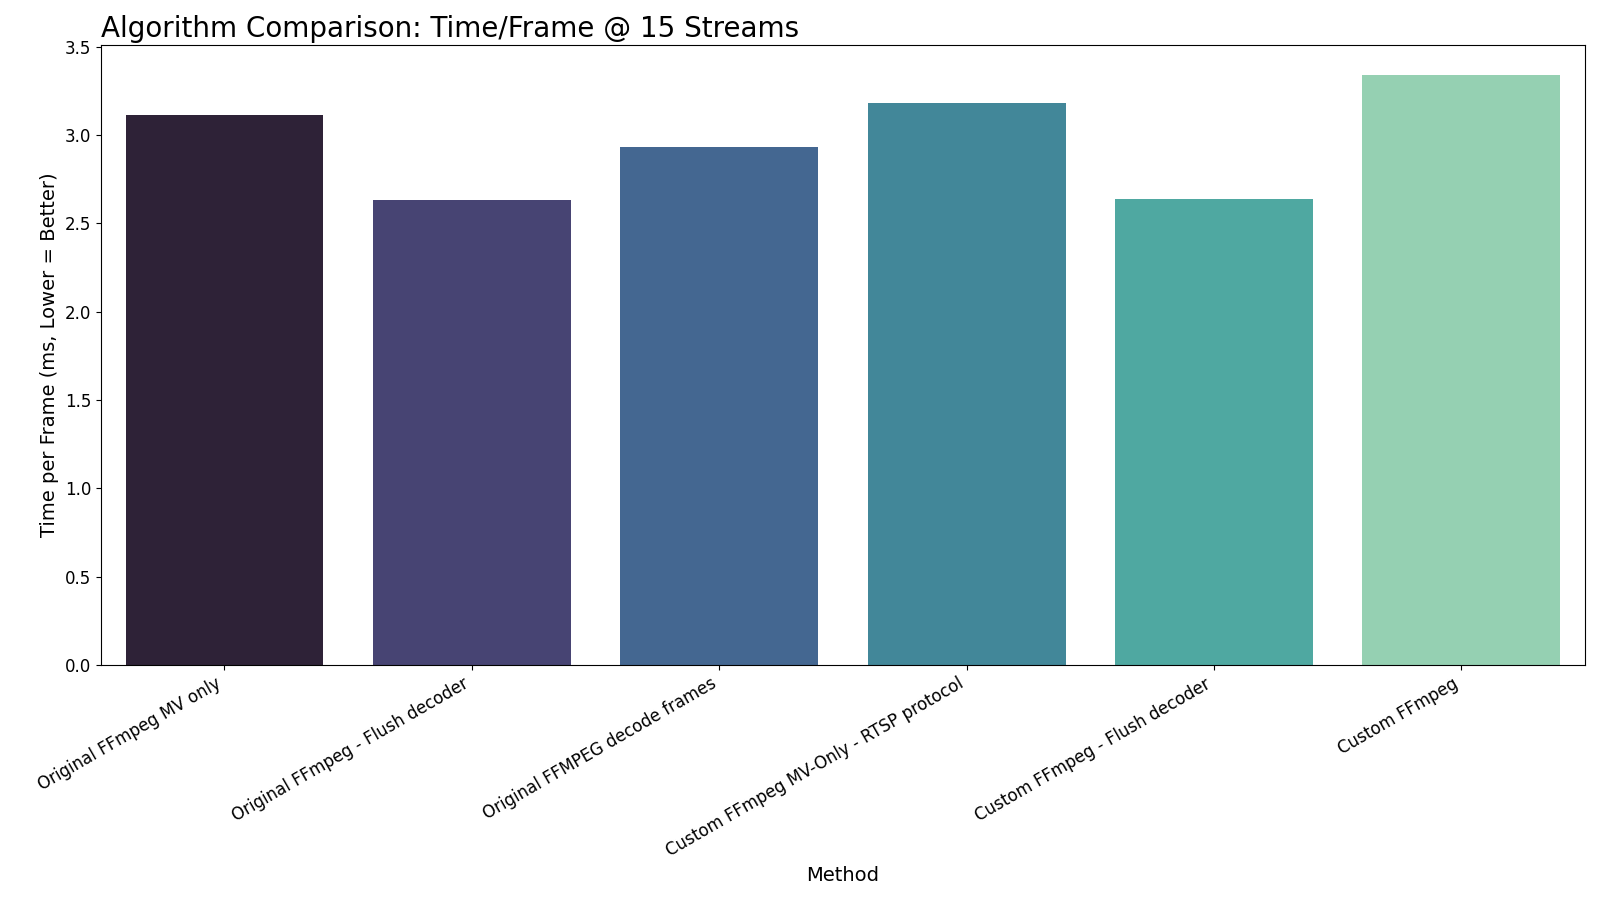 Algorithm Comparison: Time/Frame @ 15 Streams
Time per Frame (ms, Lower = Better)
3.5
3.0
2.5
2.0
1.5
1.0
0.5
0.0
Original FFmpeg MV only
Original FFmpeg - Flush decoder
Original FFMPEG decode frames
Custom FFmpeg MV-Only - RTSP protocol
Custom FFmpeg - Flush decoder
Custom FFmpeg
Method